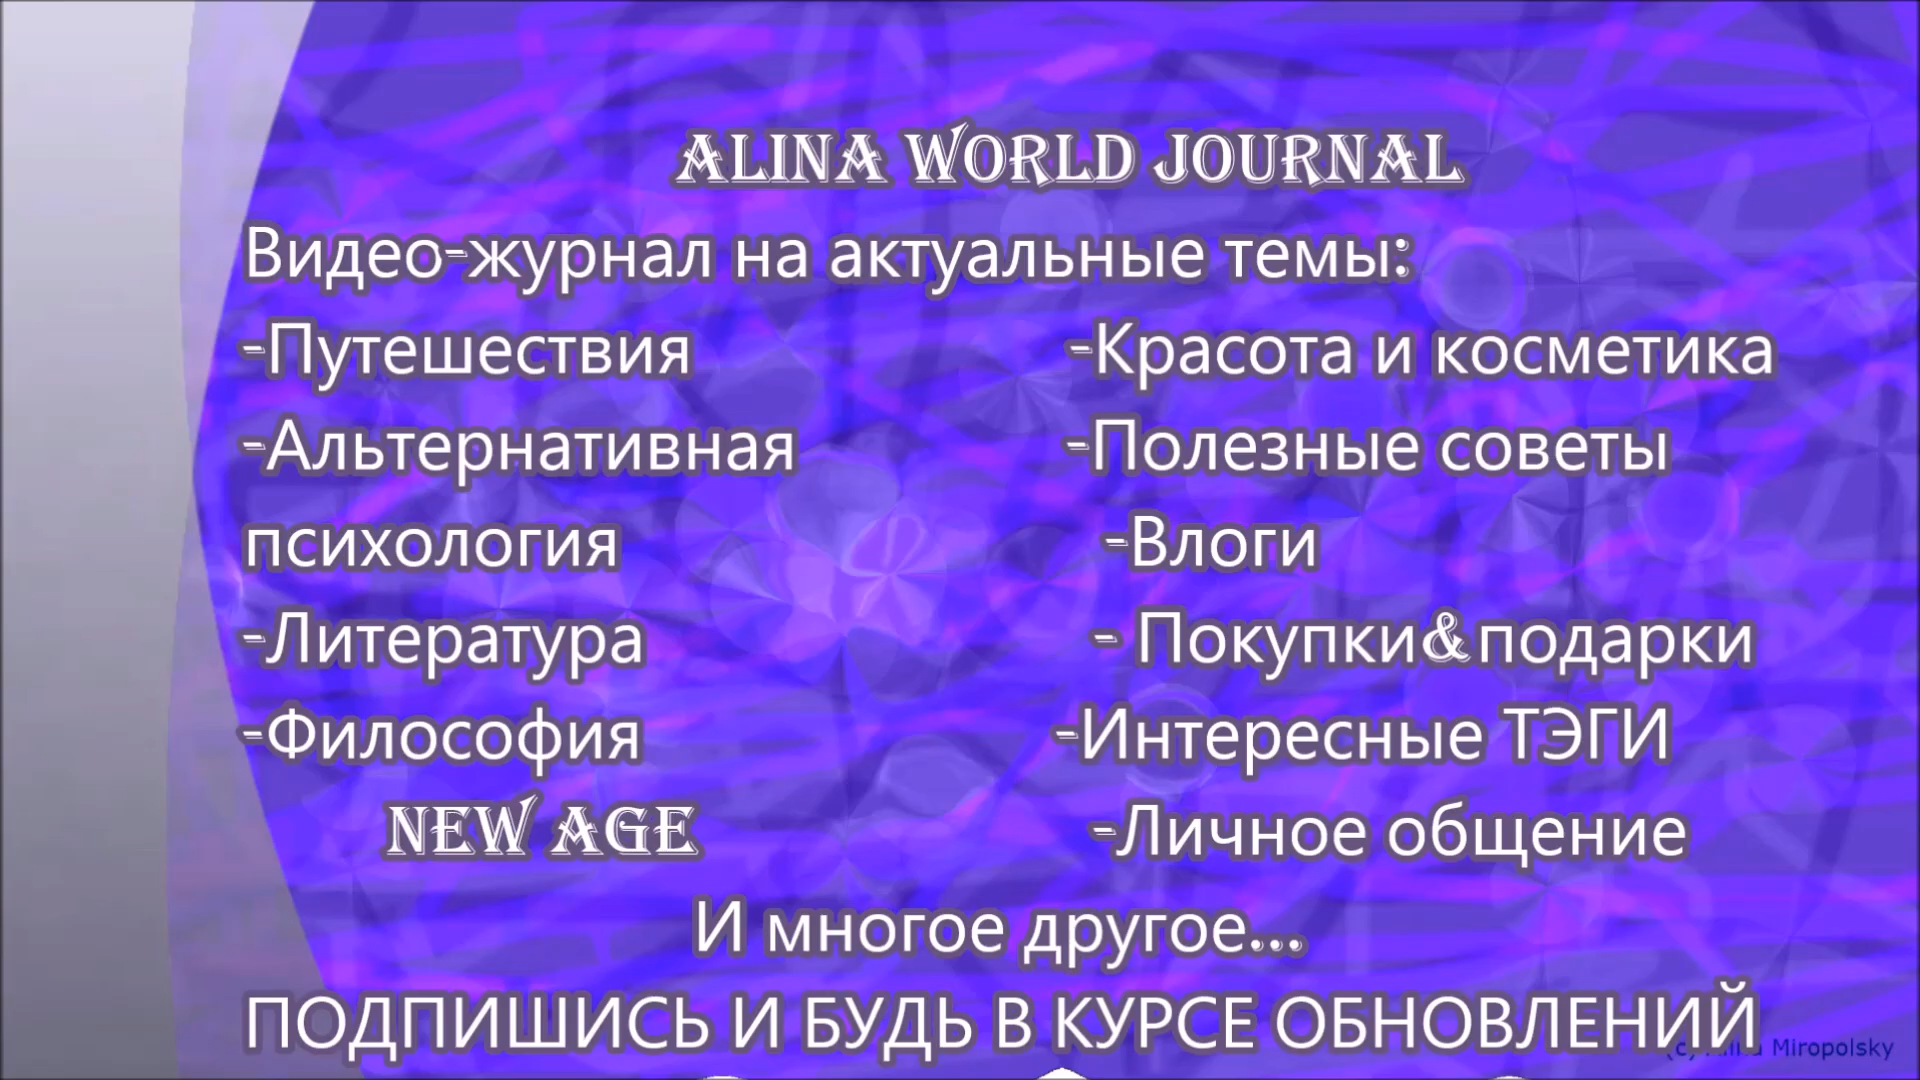 ALINA WORLD JOURNAL
Видео-журнал на актуальные темы:
-Путешествия -Красота и косметика
-Альтернативная -Полезные советы
психология -Влоги
-Литература - Покупки&подарки
-Философия -Интересные ТЭГИ
NEW AGE -Личное общение
И многое другое...
ПОДПИШИСЬ И БУДЬ В КУРСЕ ОБНОВЛЕНИЙ
(c) Alina Miropolsky